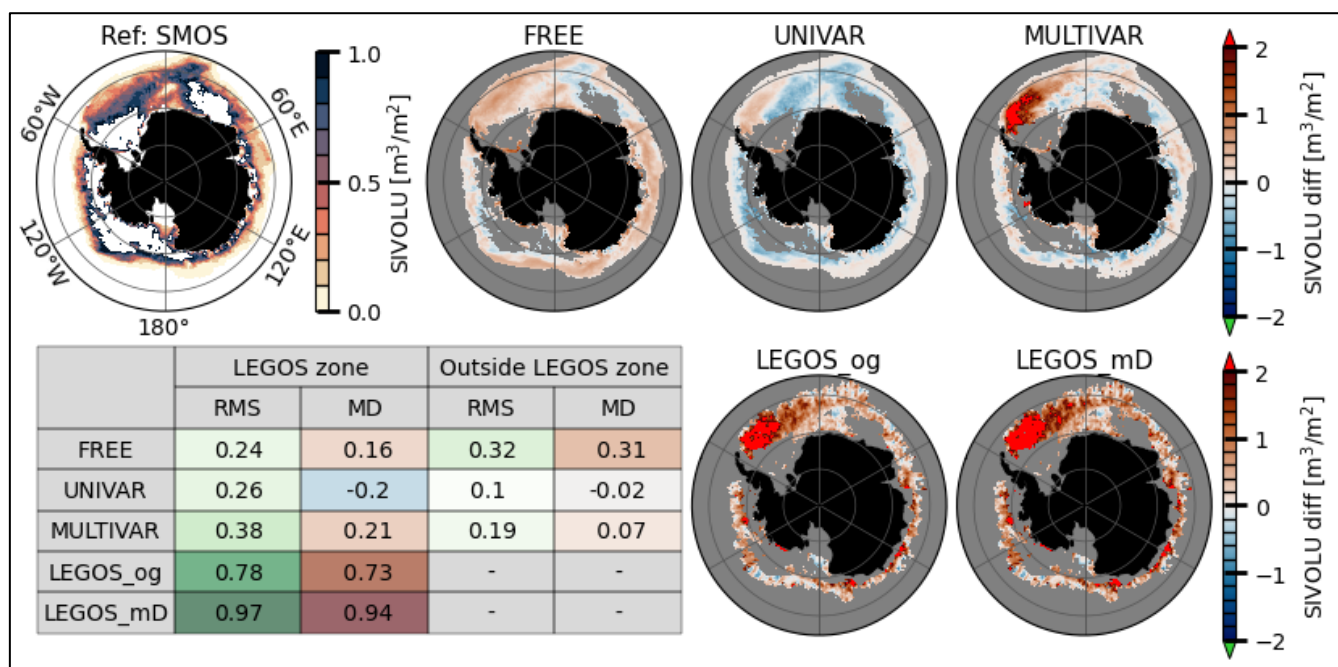 Ref: SMOS
FREE
UNIVAR
MULTIVAR
60°W
60°E
120°W
120°E
180°
1.0
0.5
0.0
SIVOLU [m³/m²]
2
1
0
−1
−2
SIVOLU diff [m³/m²]
LEGOS zone Outside LEGOS zone
RMS MD RMS MD
FREE 0.24 0.16 0.32 0.31
UNIVAR 0.26 -0.2 0.1 -0.02
MULTIVAR 0.38 0.21 0.19 0.07
LEGOS_og 0.78 0.73 - -
LEGOS_mD 0.97 0.94 - -
LEGOS_og
LEGOS_mD
2
1
0
−1
−2
SIVOLU diff [m³/m²]